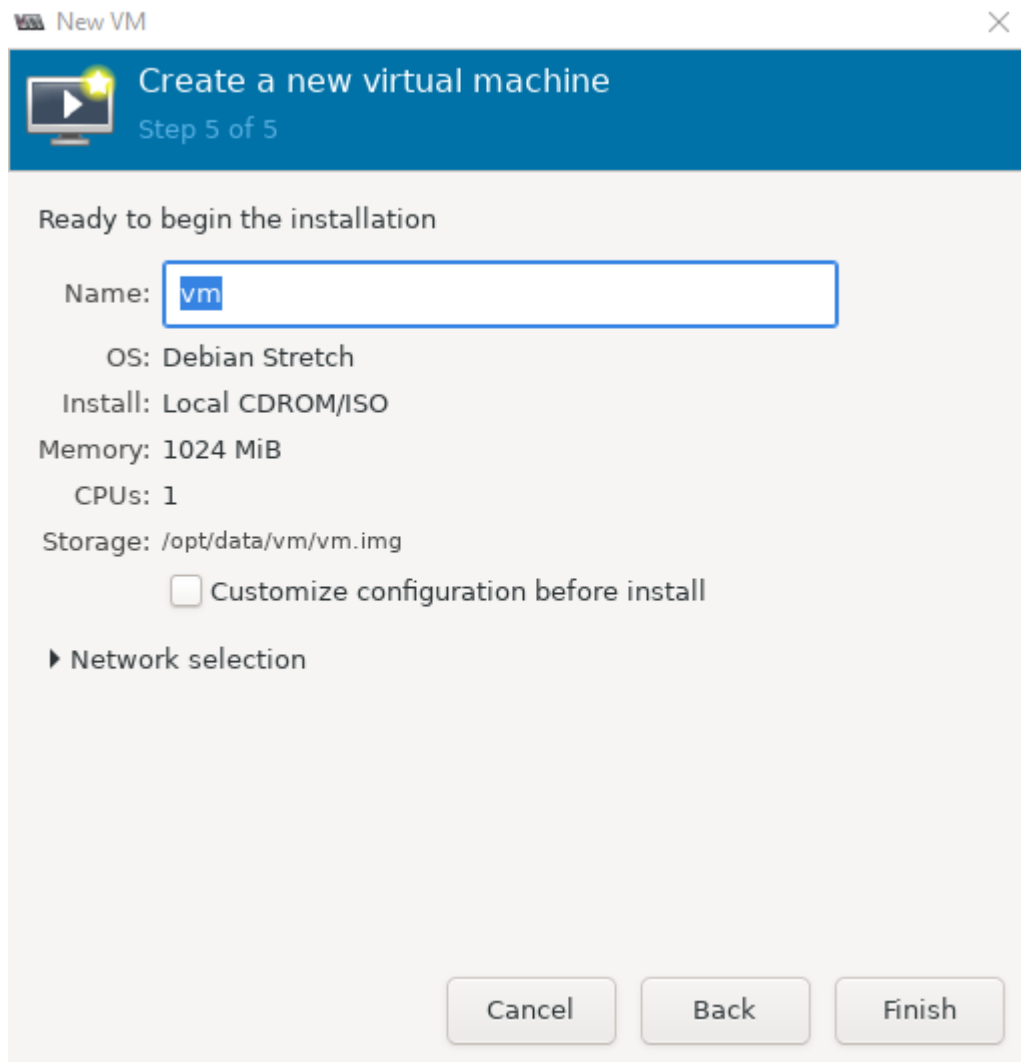 New VM
Create a new virtual machine
Step 5 of 5
Ready to begin the installation
Name: vm
OS: Debian Stretch
Install: Local CDROM/ISO
Memory: 1024 MiB
CPUs: 1
Storage: /opt/data/vm/vm.img
Customize configuration before install
Network selection
Cancel Back Finish